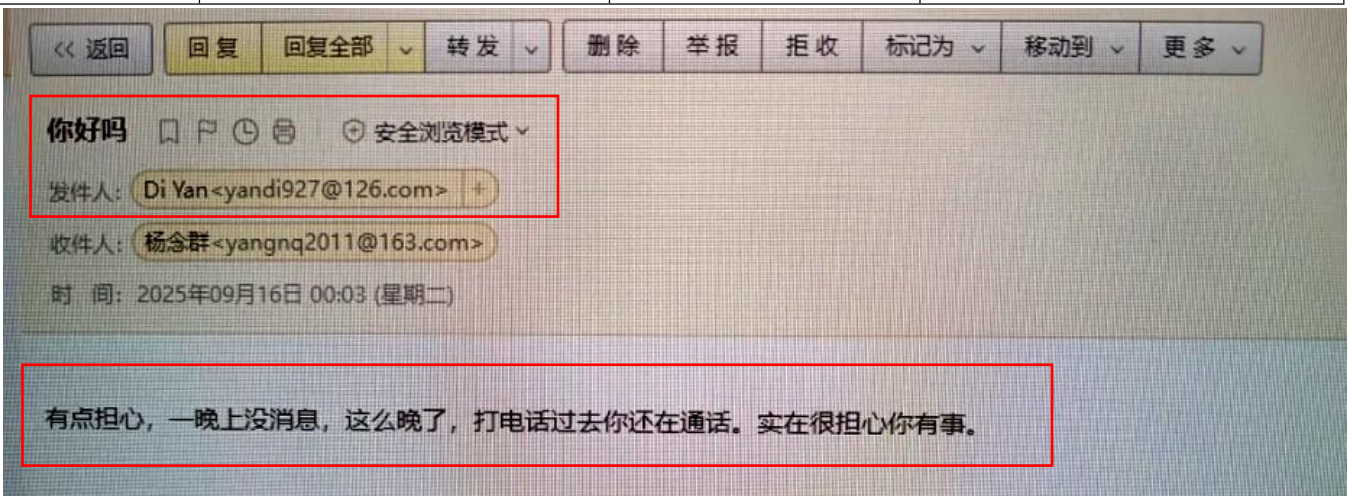 << 返回 回复 回复全部 转发 删除 举报 拒收 标记为 移动到 更多
你好吗 安全浏览模式
发件人: Di Yan<yandi927@126.com> +
收件人: 杨念群<yangnq2011@163.com>
时 间: 2025年09月16日 00:03 (星期二)
有点担心，一晚上没消息，这么晚了，打电话过去你还在通话。实在很担心你有事。